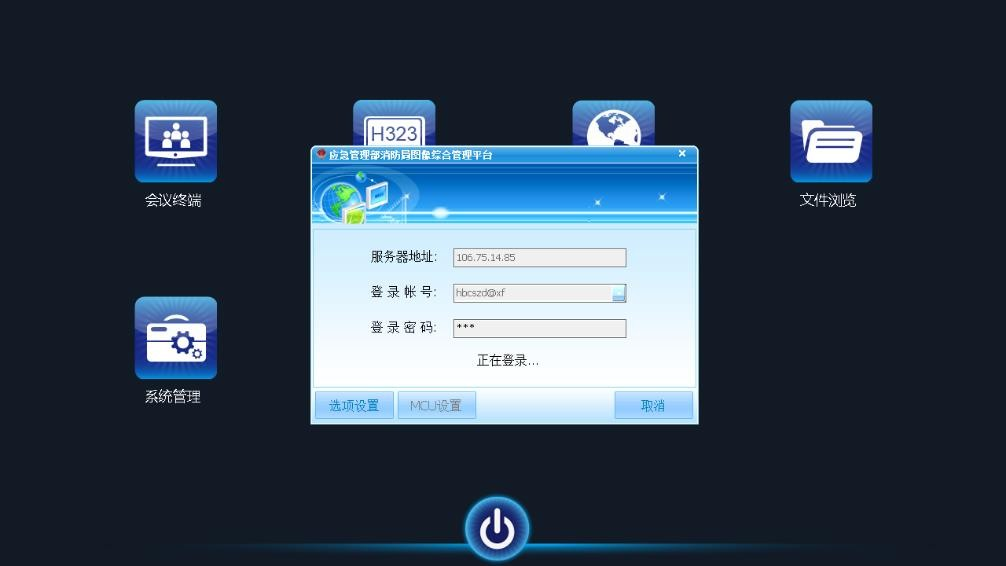 H323
会议终端
文件浏览
应急管理部消防局图像综合管理平台
服务器地址:
106.75.14.85
登 录 帐 号:
hbcszd@xf
登 录 密 码:
***
正在登录...
系统管理
选项设置
MCU设置
取消